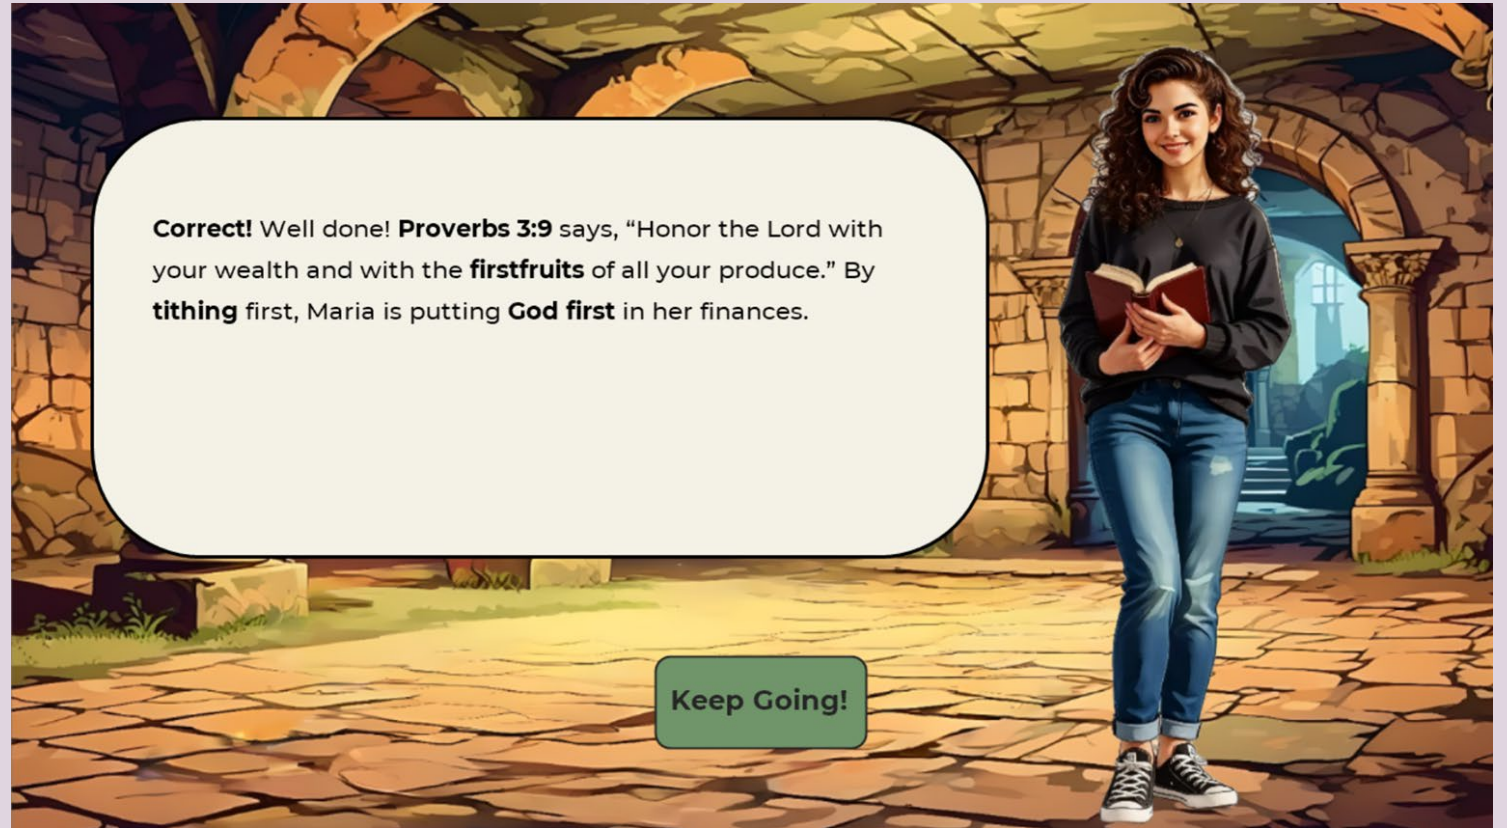 Correct! Well done! Proverbs 3:9 says, “Honor the Lord with
your wealth and with the firstfruits of all your produce.” By
tithing first, Maria is putting God first in her finances.
Keep Going!